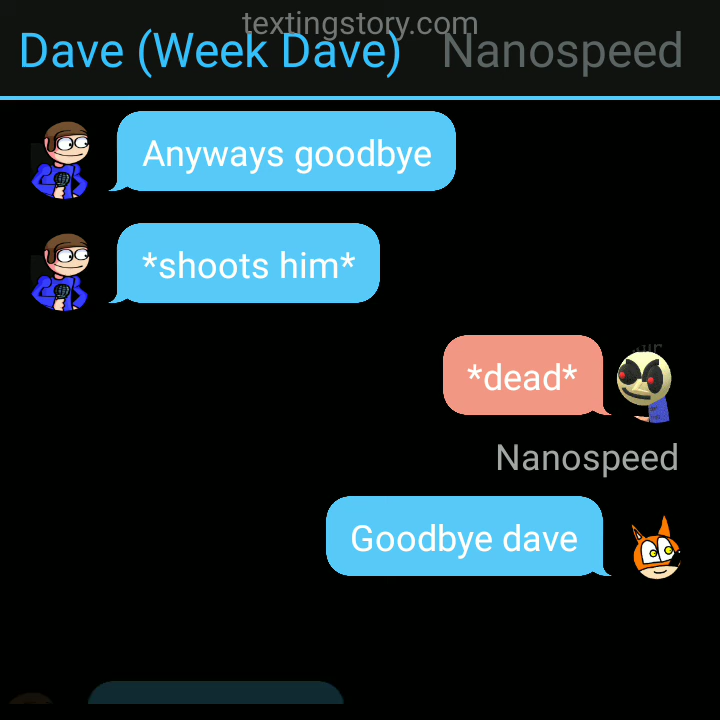 textingstory.com
Dave (Week Dave) Nanospeed
Anyways goodbye
*shoots him*
*dead*
Nanospeed
Goodbye dave